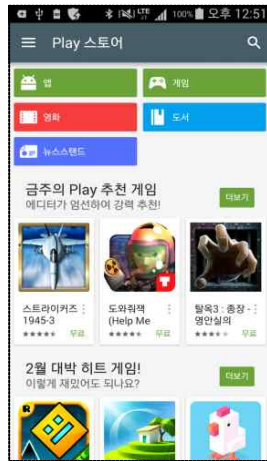 LTE 100% 오후 12:51
Play 스토어
앱
게임
영화
도서
뉴스스탠드
금주의 Play 추천 게임
에디터가 엄선하여 강력 추천!
더보기
스트라이커즈
1945-3
무료
도와줘잭
(Help Me
무료
탈옥3 : 종장 -
영안실의
무료
2월 대박 히트 게임!
이렇게 재밌어도 되나요?
더보기